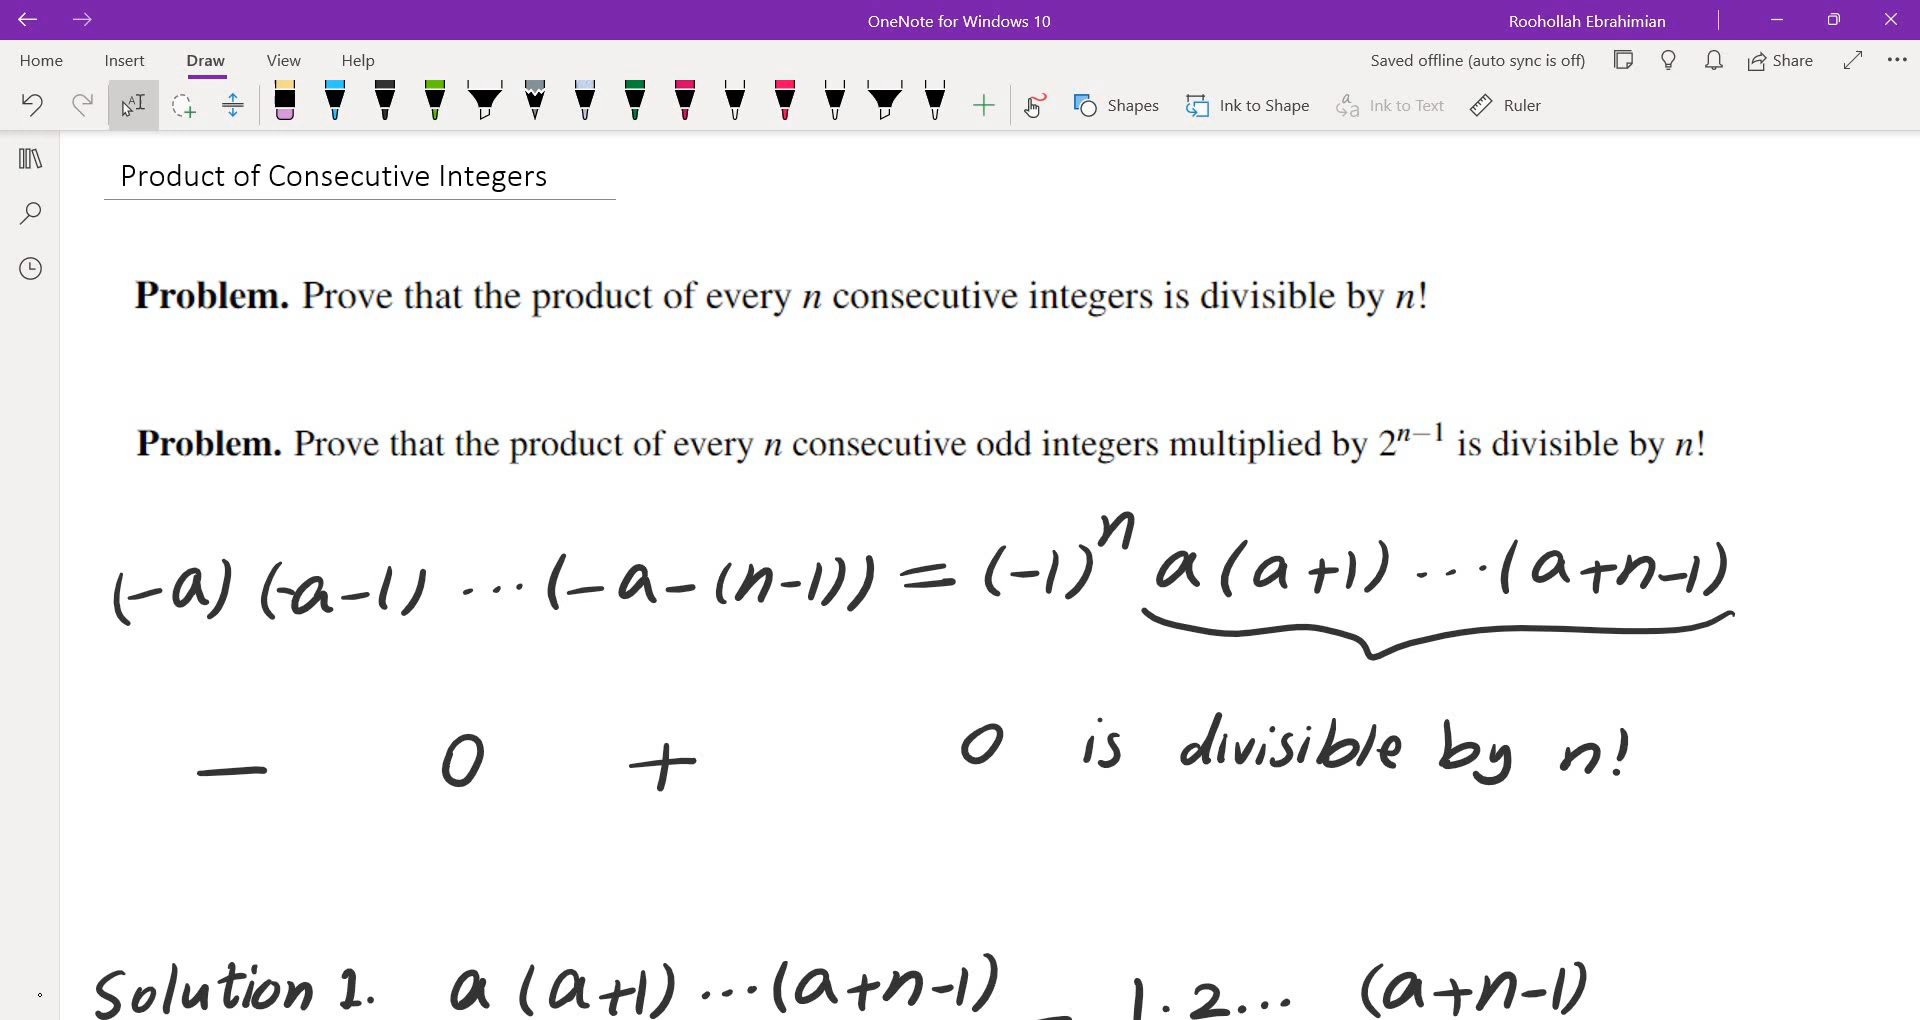 OneNote for Windows 10
Roohollah Ebrahimian
Home Insert Draw View Help
Saved offline (auto sync is off) Share
Shapes Ink to Shape Ink to Text Ruler
Product of Consecutive Integers
Problem. Prove that the product of every n consecutive integers is divisible by n!
Problem. Prove that the product of every n consecutive odd integers multiplied by 2ⁿ⁻¹ is divisible by n!
(-a)(-a-1) ... (-a-(n-1)) = (-1)ⁿ a(a+1) ... (a+n-1)
- 0 + 0 is divisible by n!
Solution 1. a(a+1) ... (a+n-1) = 1.2... (a+n-1)